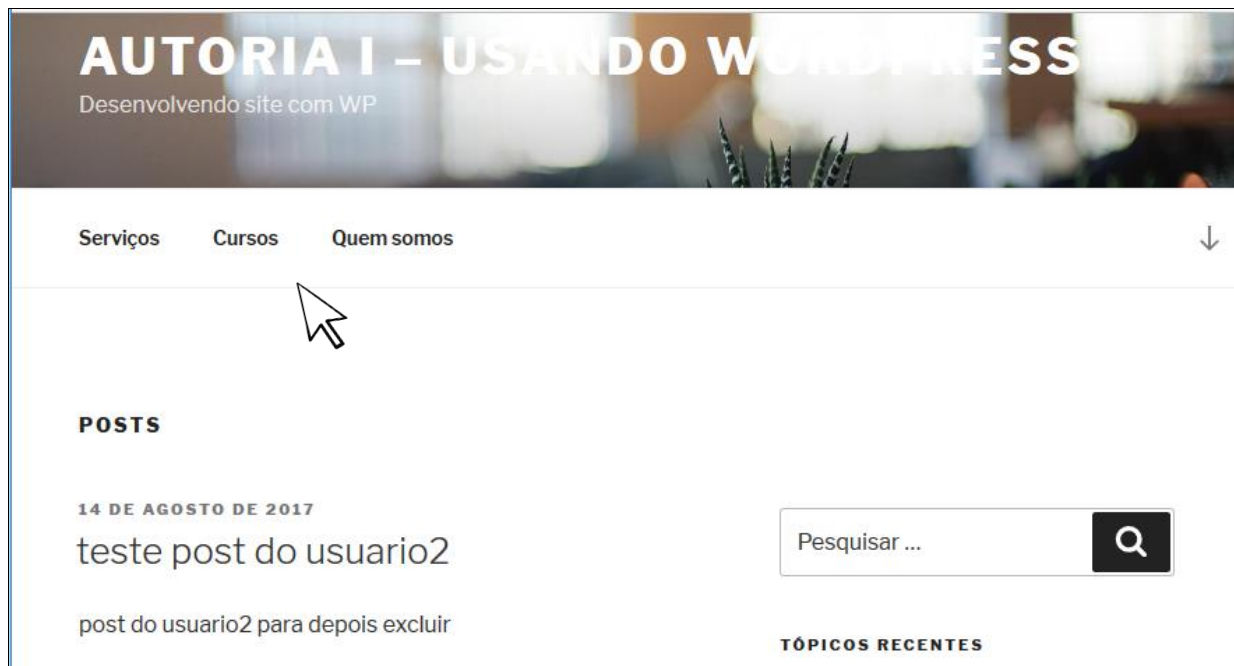 AUTORIA I – USANDO WORDPRESS
Desenvolvendo site com WP
Serviços Cursos Quem somos
POSTS
14 DE AGOSTO DE 2017
teste post do usuario2
post do usuario2 para depois excluir
Pesquisar ...
TÓPICOS RECENTES